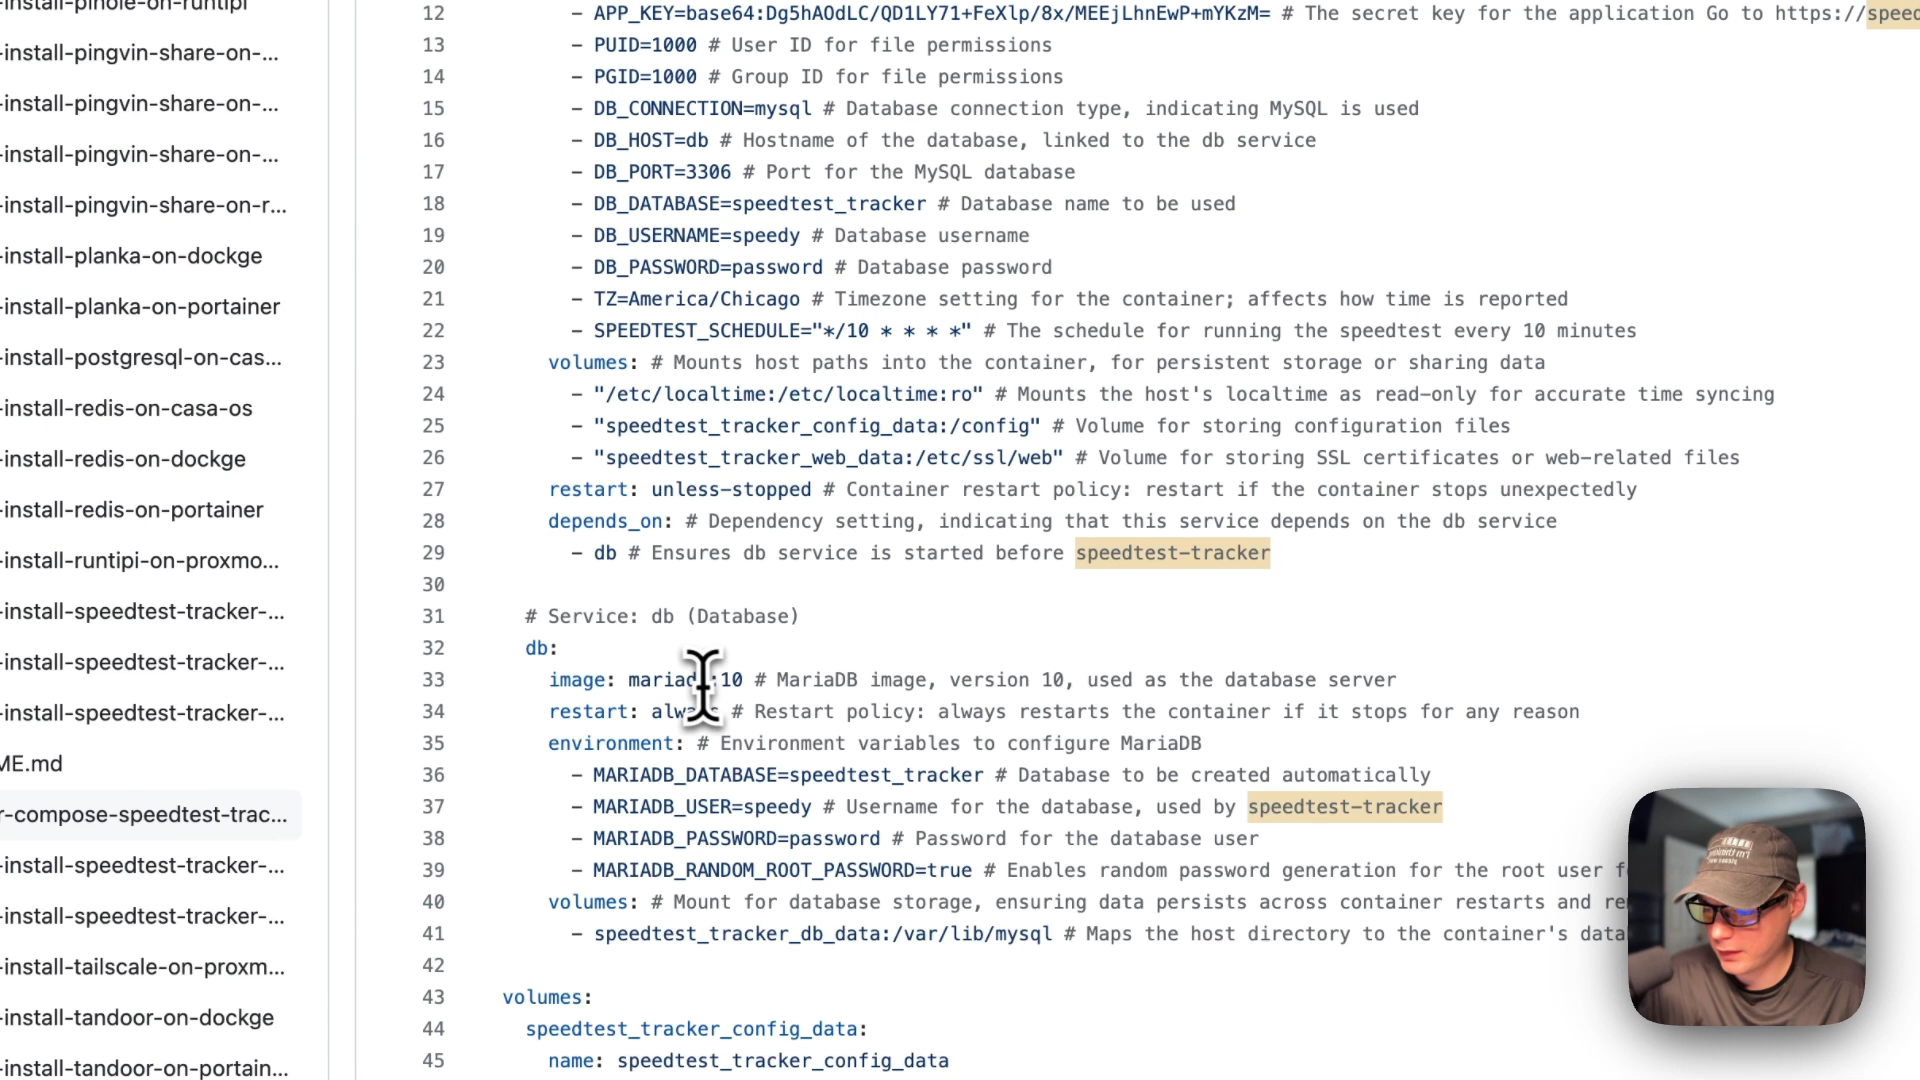 install-pihole-on-runtipi
-install-pingvin-share-on-...
-install-pingvin-share-on-...
-install-pingvin-share-on-...
-install-pingvin-share-on-r...
-install-planka-on-dockge
-install-planka-on-portainer
-install-postgresql-on-cas...
-install-redis-on-casa-os
-install-redis-on-dockge
-install-redis-on-portainer
-install-runtipi-on-proxmo...
-install-speedtest-tracker-...
-install-speedtest-tracker-...
-install-speedtest-tracker-...
ME.md
r-compose-speedtest-trac...
-install-speedtest-tracker-...
-install-speedtest-tracker-...
-install-tailscale-on-proxm...
-install-tandoor-on-dockge
-install-tandoor-on-portain...
12 - APP_KEY=base64:Dg5hAOdLC/QD1LY71+FeXlp/8x/MEEjLhnEwP+mYKzM= # The secret key for the application Go to https://speed
13 - PUID=1000 # User ID for file permissions
14 - PGID=1000 # Group ID for file permissions
15 - DB_CONNECTION=mysql # Database connection type, indicating MySQL is used
16 - DB_HOST=db # Hostname of the database, linked to the db service
17 - DB_PORT=3306 # Port for the MySQL database
18 - DB_DATABASE=speedtest_tracker # Database name to be used
19 - DB_USERNAME=speedy # Database username
20 - DB_PASSWORD=password # Database password
21 - TZ=America/Chicago # Timezone setting for the container; affects how time is reported
22 - SPEEDTEST_SCHEDULE="*/10 * * * *" # The schedule for running the speedtest every 10 minutes
23 volumes: # Mounts host paths into the container, for persistent storage or sharing data
24 - "/etc/localtime:/etc/localtime:ro" # Mounts the host's localtime as read-only for accurate time syncing
25 - "speedtest_tracker_config_data:/config" # Volume for storing configuration files
26 - "speedtest_tracker_web_data:/etc/ssl/web" # Volume for storing SSL certificates or web-related files
27 restart: unless-stopped # Container restart policy: restart if the container stops unexpectedly
28 depends_on: # Dependency setting, indicating that this service depends on the db service
29 - db # Ensures db service is started before speedtest-tracker
30
31 # Service: db (Database)
32 db:
33 image: mariadb:10 # MariaDB image, version 10, used as the database server
34 restart: always # Restart policy: always restarts the container if it stops for any reason
35 environment: # Environment variables to configure MariaDB
36 - MARIADB_DATABASE=speedtest_tracker # Database to be created automatically
37 - MARIADB_USER=speedy # Username for the database, used by speedtest-tracker
38 - MARIADB_PASSWORD=password # Password for the database user
39 - MARIADB_RANDOM_ROOT_PASSWORD=true # Enables random password generation for the root user f
40 volumes: # Mount for database storage, ensuring data persists across container restarts and re
41 - speedtest_tracker_db_data:/var/lib/mysql # Maps the host directory to the container's data
42
43 volumes:
44 speedtest_tracker_config_data:
45 name: speedtest_tracker_config_data